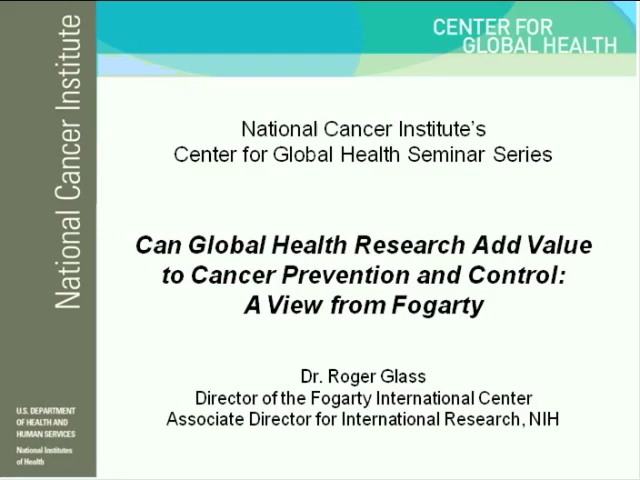 CENTER FOR
GLOBAL HEALTH
National Cancer Institute
National Cancer Institute's
Center for Global Health Seminar Series
Can Global Health Research Add Value
to Cancer Prevention and Control:
A View from Fogarty
Dr. Roger Glass
Director of the Fogarty International Center
Associate Director for International Research, NIH
U.S. DEPARTMENT
OF HEALTH AND
HUMAN SERVICES
National Institutes
of Health